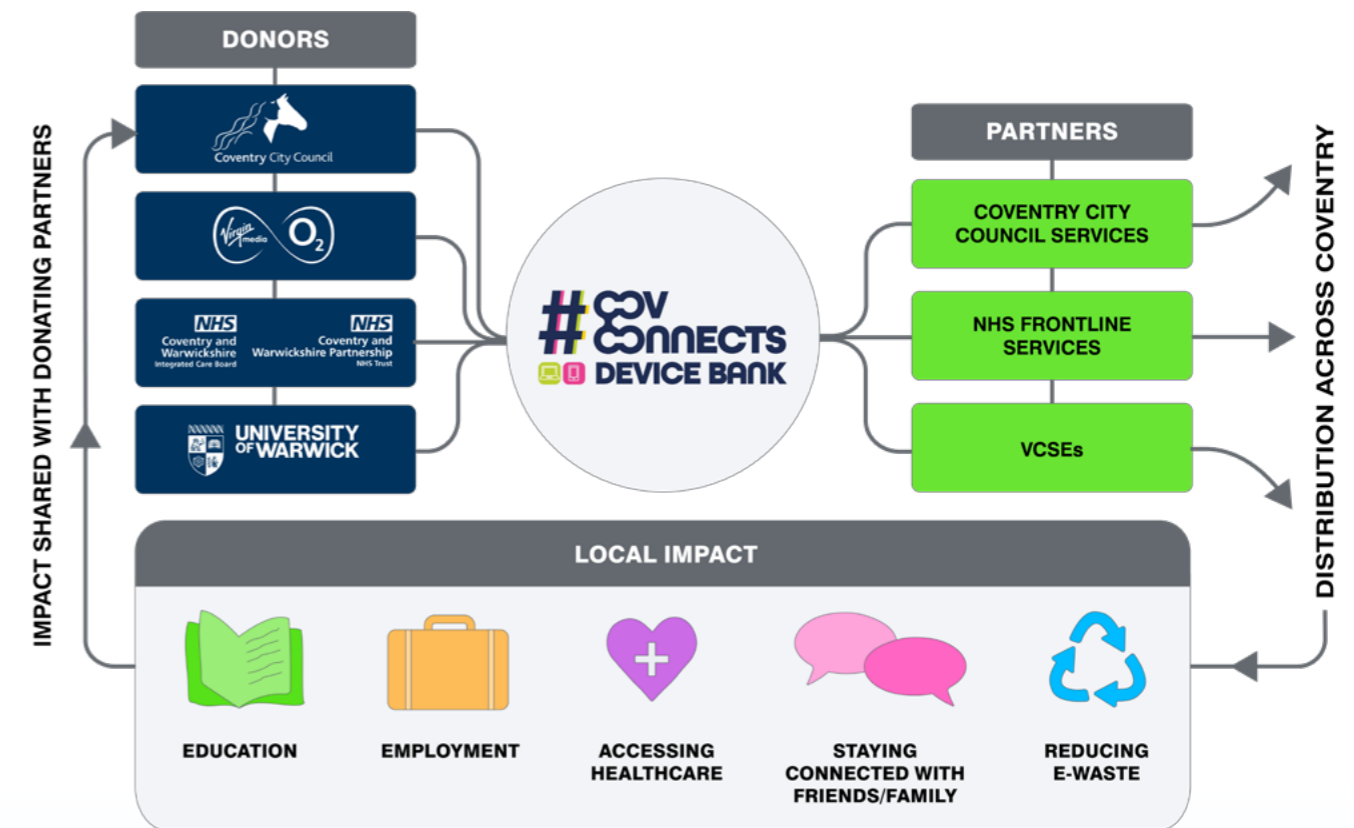 DONORS
Coventry City Council
Virgin
media
O2
NHS
Coventry and
Warwickshire
Integrated Care Board
NHS
Coventry and
Warwickshire Partnership
NHS Trust
UNIVERSITY
OF WARWICK
IMPACT SHARED WITH DONATING PARTNERS
#COV
CONNECTS
DEVICE BANK
PARTNERS
COVENTRY CITY
COUNCIL SERVICES
NHS FRONTLINE
SERVICES
VCSEs
DISTRIBUTION ACROSS COVENTRY
LOCAL IMPACT
EDUCATION
EMPLOYMENT
ACCESSING
HEALTHCARE
STAYING
CONNECTED WITH
FRIENDS/FAMILY
REDUCING
E-WASTE